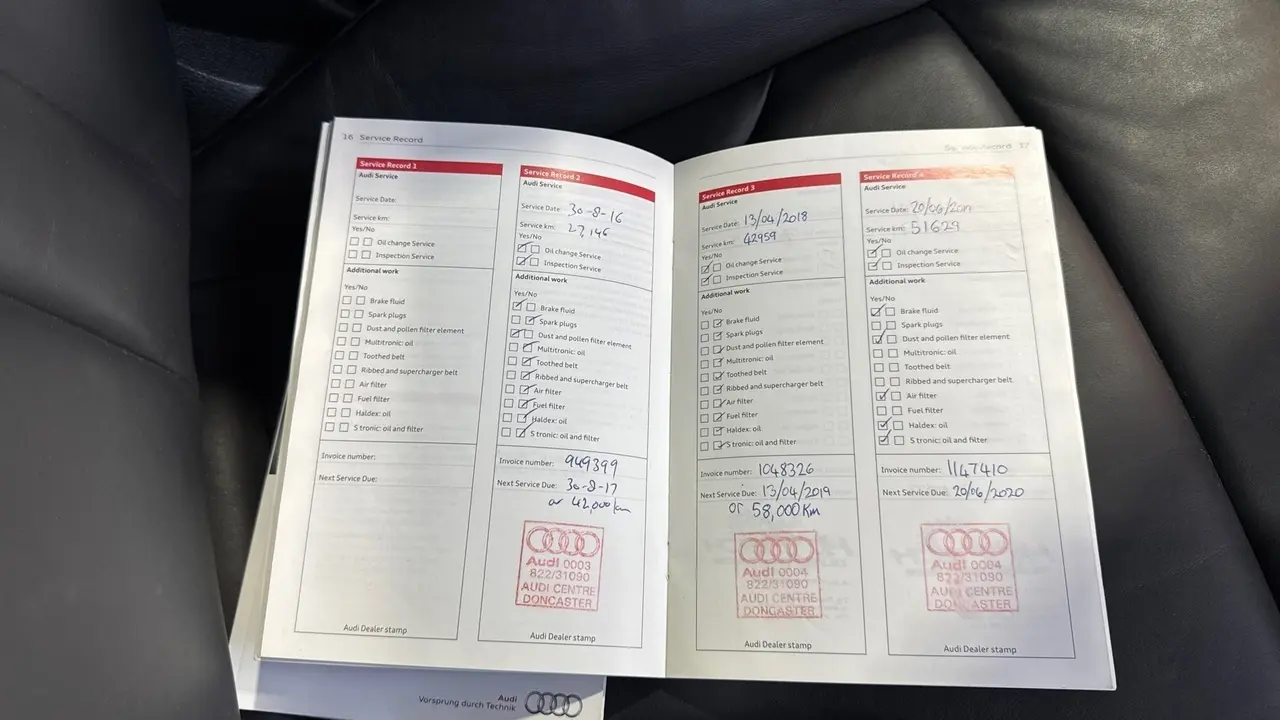 16 Service Record
Service Record 1
Audi Service
Service Date:
Service km:
Yes/No
Oil change Service
Inspection Service
Additional work
Yes/No
Brake fluid
Spark plugs
Dust and pollen filter element
Multitronic: oil
Toothed belt
Ribbed and supercharger belt
Air filter
Fuel filter
Haldex: oil
S tronic: oil and filter
Invoice number:
Next Service Due:
Audi Dealer stamp
Service Record 2
Audi Service
Service Date: 30-8-16
Service km: 27,146
Yes/No
Oil change Service
Inspection Service
Additional work
Yes/No
Brake fluid
Spark plugs
Dust and pollen filter element
Multitronic: oil
Toothed belt
Ribbed and supercharger belt
Air filter
Fuel filter
Haldex: oil
S tronic: oil and filter
Invoice number: 949399
Next Service Due: 30-8-17
or 42,000 km
Audi 0003
822/31090
AUDI CENTRE
DONCASTER
Audi Dealer stamp
Service Record 17
Service Record 3
Audi Service
Service Date: 13/04/2018
Service km: 42959
Yes/No
Oil change Service
Inspection Service
Additional work
Yes/No
Brake fluid
Spark plugs
Dust and pollen filter element
Multitronic: oil
Toothed belt
Ribbed and supercharger belt
Air filter
Fuel filter
Haldex: oil
S tronic: oil and filter
Invoice number: 1048326
Next Service Due: 13/04/2019
or 58,000 Km
Audi 0004
822/31090
AUDI CENTRE
DONCASTER
Audi Dealer stamp
Service Record 4
Audi Service
Service Date: 20/06/
Service km: 51629
Yes/No
Oil change Service
Inspection Service
Additional work
Yes/No
Brake fluid
Spark plugs
Dust and pollen filter element
Multitronic: oil
Toothed belt
Ribbed and supercharger belt
Air filter
Fuel filter
Haldex: oil
S tronic: oil and filter
Invoice number: 1147410
Next Service Due: 20/06/2020
Audi 0004
822/31090
AUDI CENTRE
DONCASTER
Audi Dealer stamp
Audi
Vorsprung durch Technik